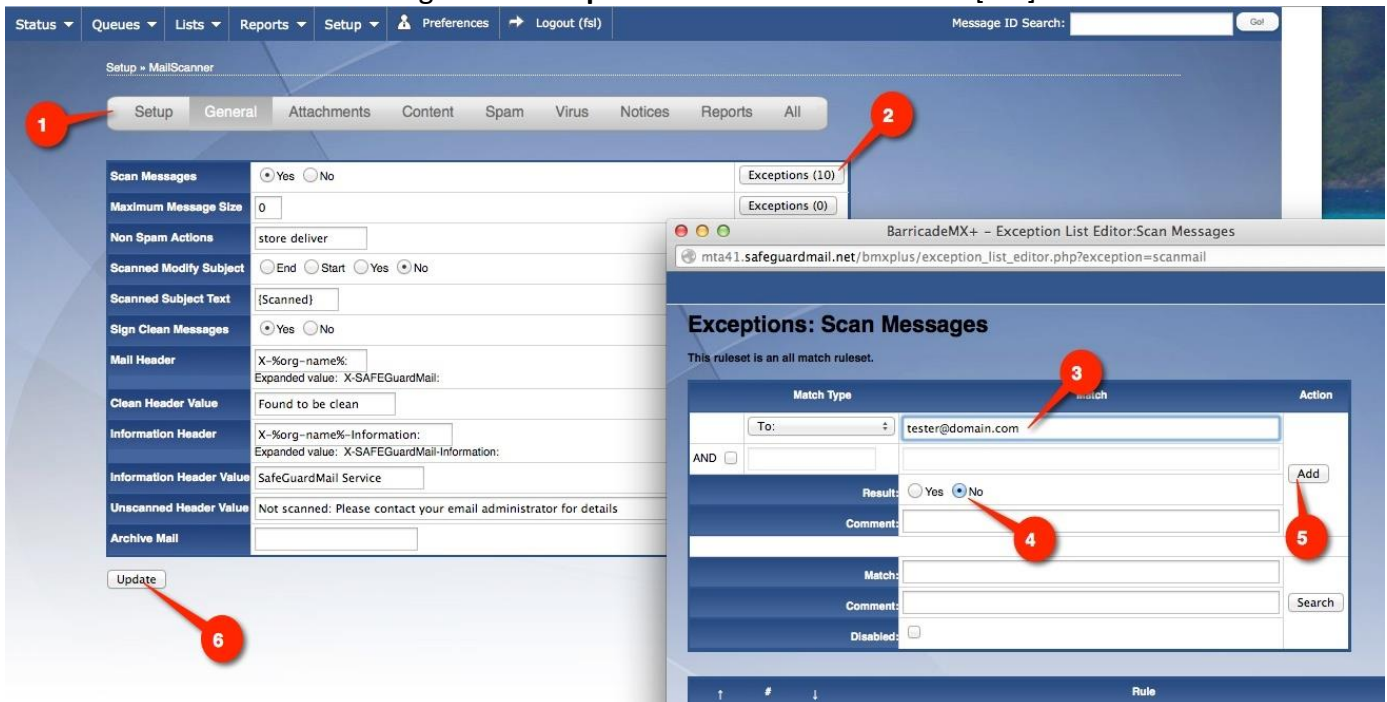 Status Queues Lists Reports Setup Preferences Logout (fsl) Message ID Search: Go!
Setup » MailScanner
Setup General Attachments Content Spam Virus Notices Reports All
1
2
Scan Messages Yes No Exceptions (10)
Maximum Message Size 0 Exceptions (0)
Non Spam Actions store deliver
Scanned Modify Subject End Start Yes No
Scanned Subject Text {Scanned}
Sign Clean Messages Yes No
Mail Header X-%org-name%:
Expanded value: X-SAFEGuardMail:
Clean Header Value Found to be clean
Information Header X-%org-name%-Information:
Expanded value: X-SAFEGuardMail-Information:
Information Header Value SafeGuardMail Service
Unscanned Header Value Not scanned: Please contact your email administrator for details
Archive Mail
Update
6
BarricadeMX+ – Exception List Editor:Scan Messages
mta41.safeguardmail.net/bmxplus/exception_list_editor.php?exception=scanmail
Exceptions: Scan Messages
This ruleset is an all match ruleset.
3
Match Type Match Action
To: tester@domain.com
AND
Add
Result: Yes No
Comment:
4
5
Match:
Comment: Search
Disabled:
↑ # ↓ Rule